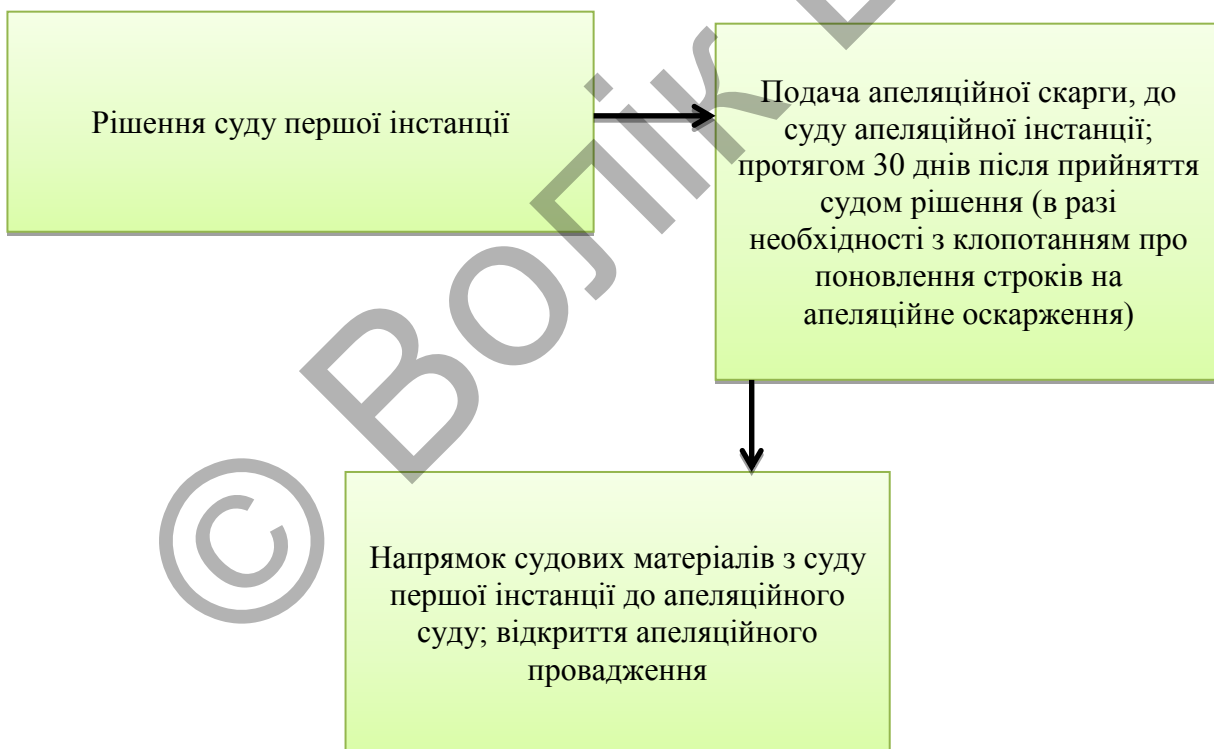 Рішення суду першої інстанції
Подача апеляційної скарги, до
суду апеляційної інстанції;
протягом 30 днів після прийняття
судом рішення (в разі
необхідності з клопотанням про
поновлення строків на
апеляційне оскарження)
Напрямок судових матеріалів з суду
першої інстанції до апеляційного
суду; відкриття апеляційного
провадження
© Волік